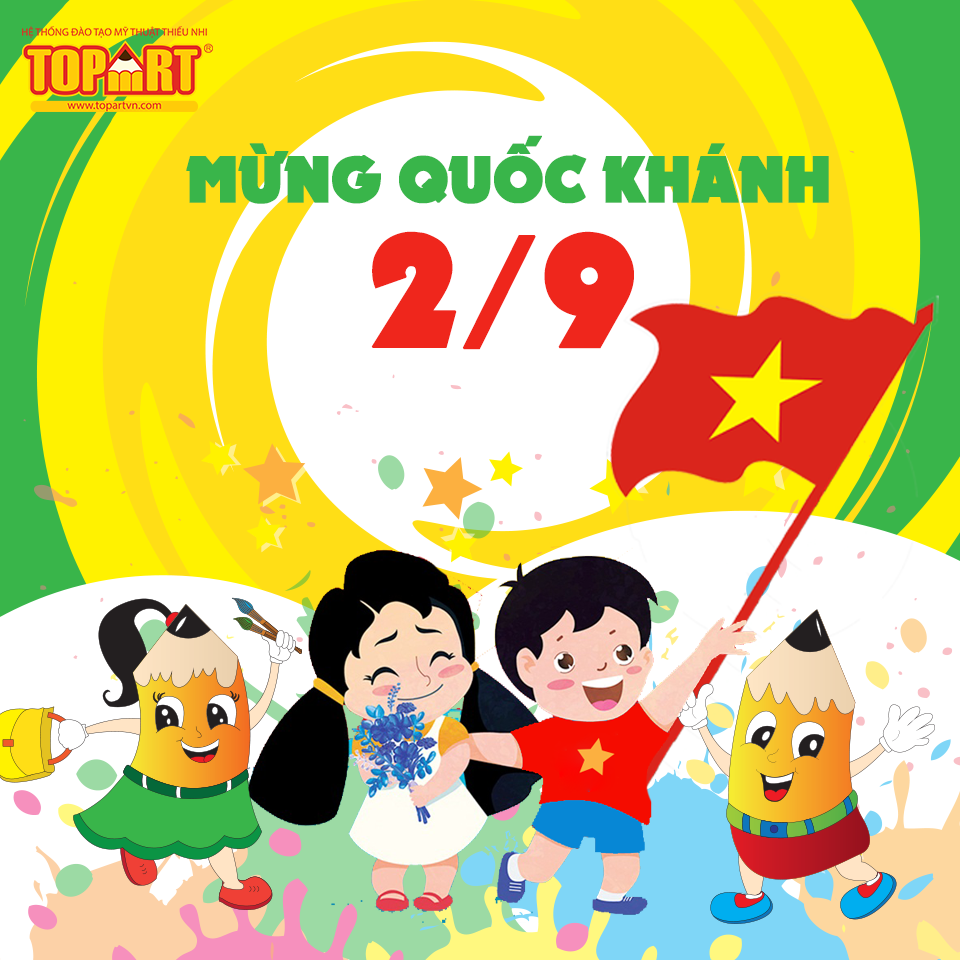 HỆ THỐNG ĐÀO TẠO MỸ THUẬT THIẾU NHI
TOPART®
www.topartvn.com
MỪNG QUỐC KHÁNH
2/9